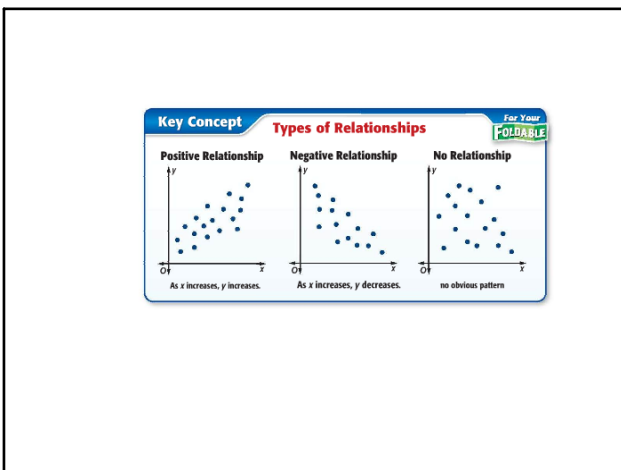 Key Concept
Types of Relationships
For Your
FOLDABLE
Positive Relationship
Negative Relationship
No Relationship
y
y
y
O
x
O
x
O
x
As x increases, y increases.
As x increases, y decreases.
no obvious pattern